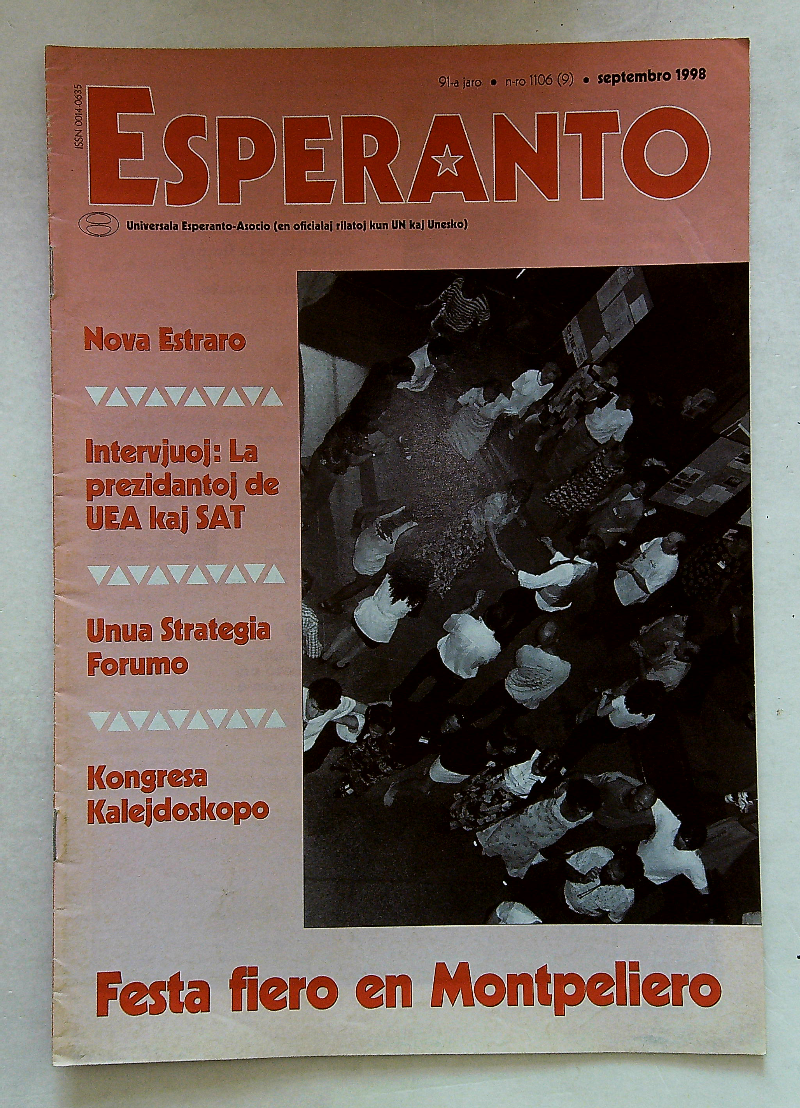 91-a jaro • n-ro 1106 (9) • septembro 1998
ISSN 0014-0635
ESPERANTO
Universala Esperanto-Asocio (en oficialaj rilatoj kun UN kaj Unesko)
Nova Estraro
Intervjuoj: La
prezidantoj de
UEA kaj SAT
Unua Strategia
Forumo
Kongresa
Kalejdoskopo
Festa fiero en Montpeliero